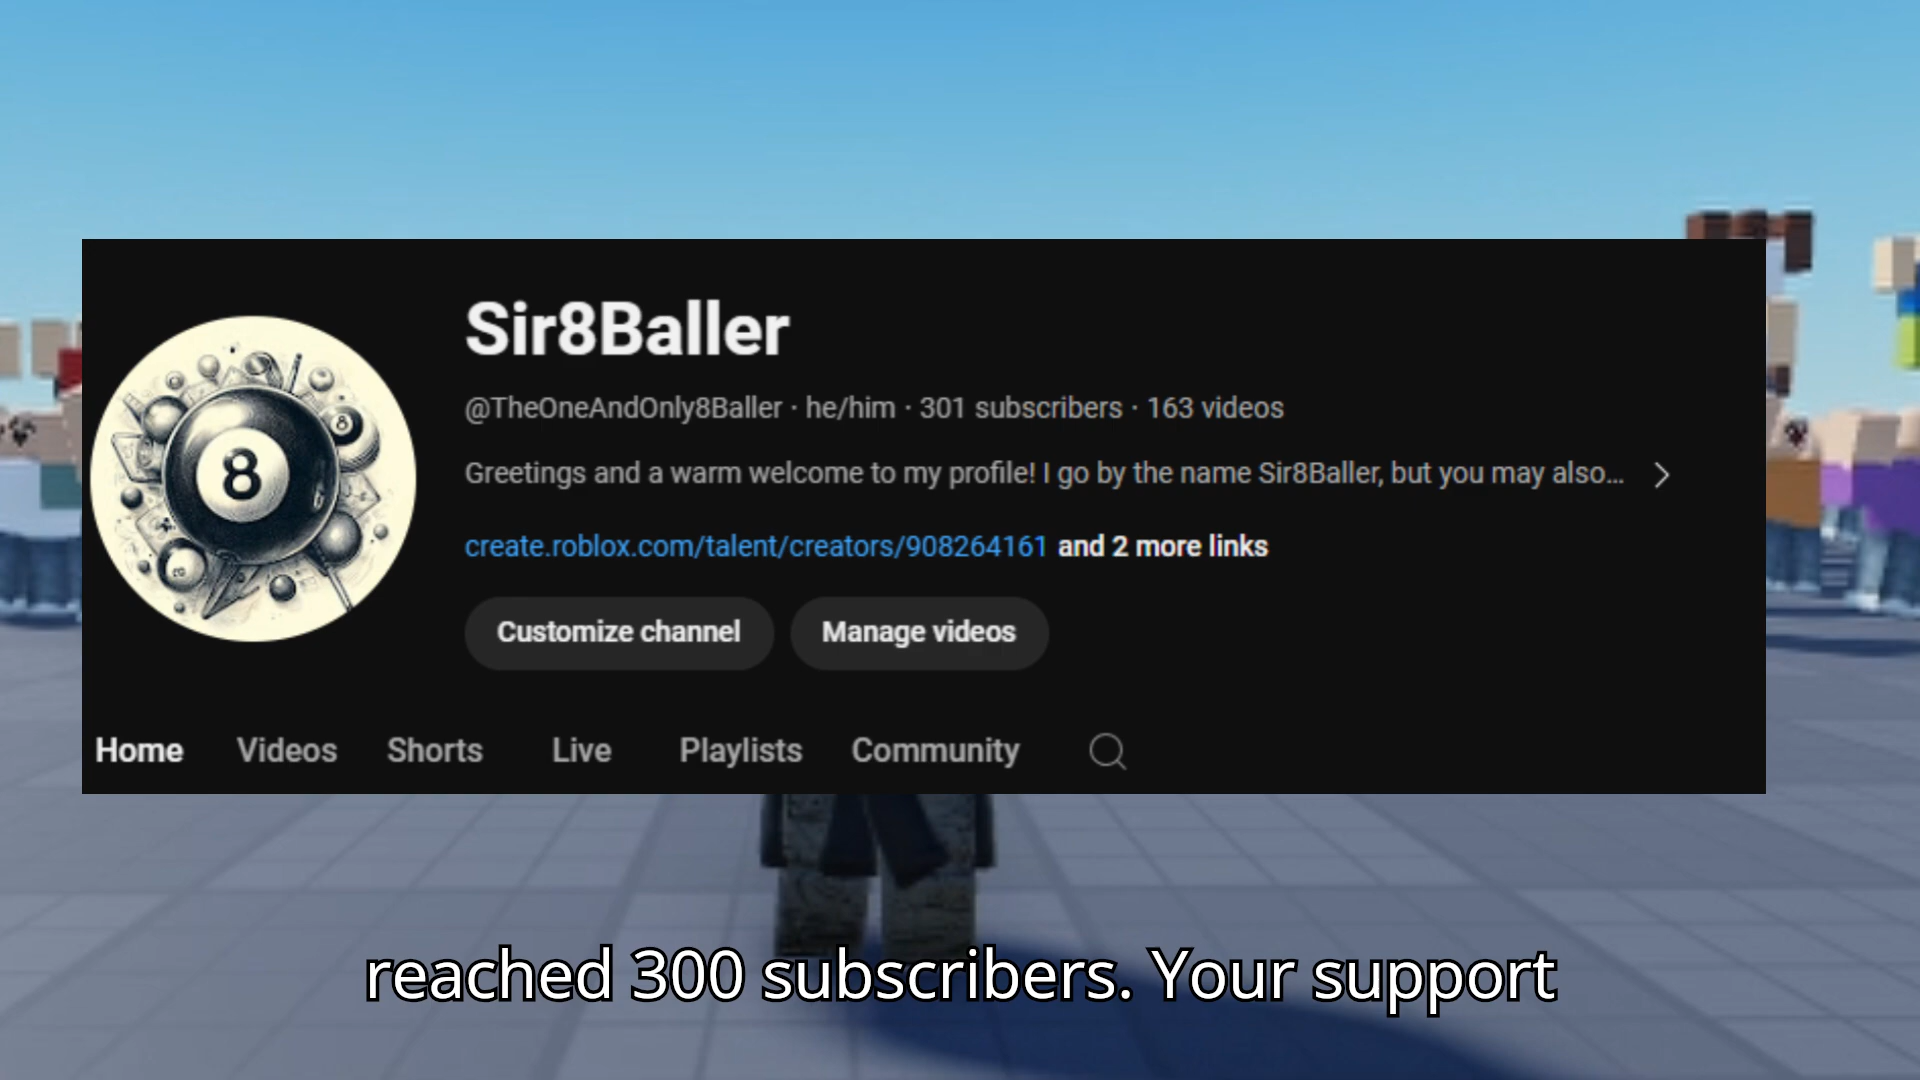 8
8
Sir8Baller
@TheOneAndOnly8Baller · he/him · 301 subscribers · 163 videos
Greetings and a warm welcome to my profile! I go by the name Sir8Baller, but you may also...
create.roblox.com/talent/creators/908264161 and 2 more links
Customize channel
Manage videos
Home
Videos
Shorts
Live
Playlists
Community
reached 300 subscribers. Your support